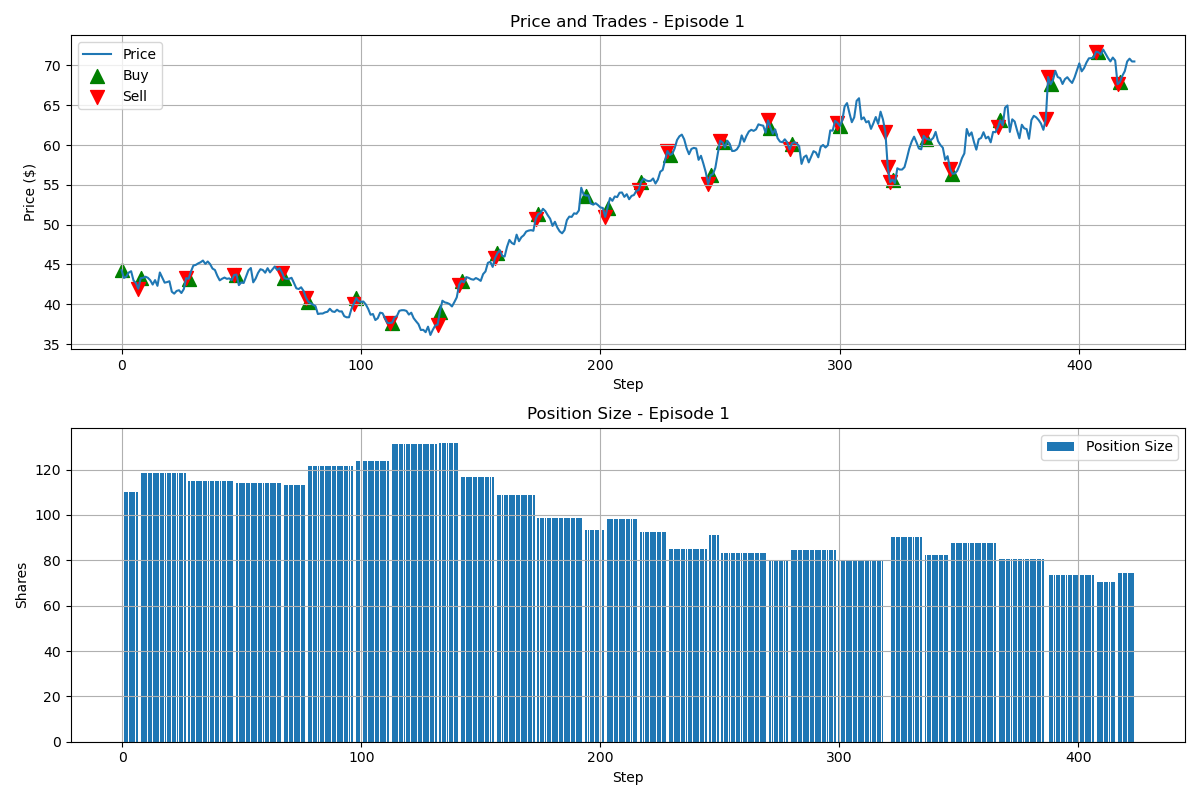 Price and Trades - Episode 1
Price
Buy
Sell
Price ($)
70
65
60
55
50
45
40
35
0 100 200 300 400
Step
Position Size - Episode 1
Position Size
Shares
120
100
80
60
40
20
0
0 100 200 300 400
Step